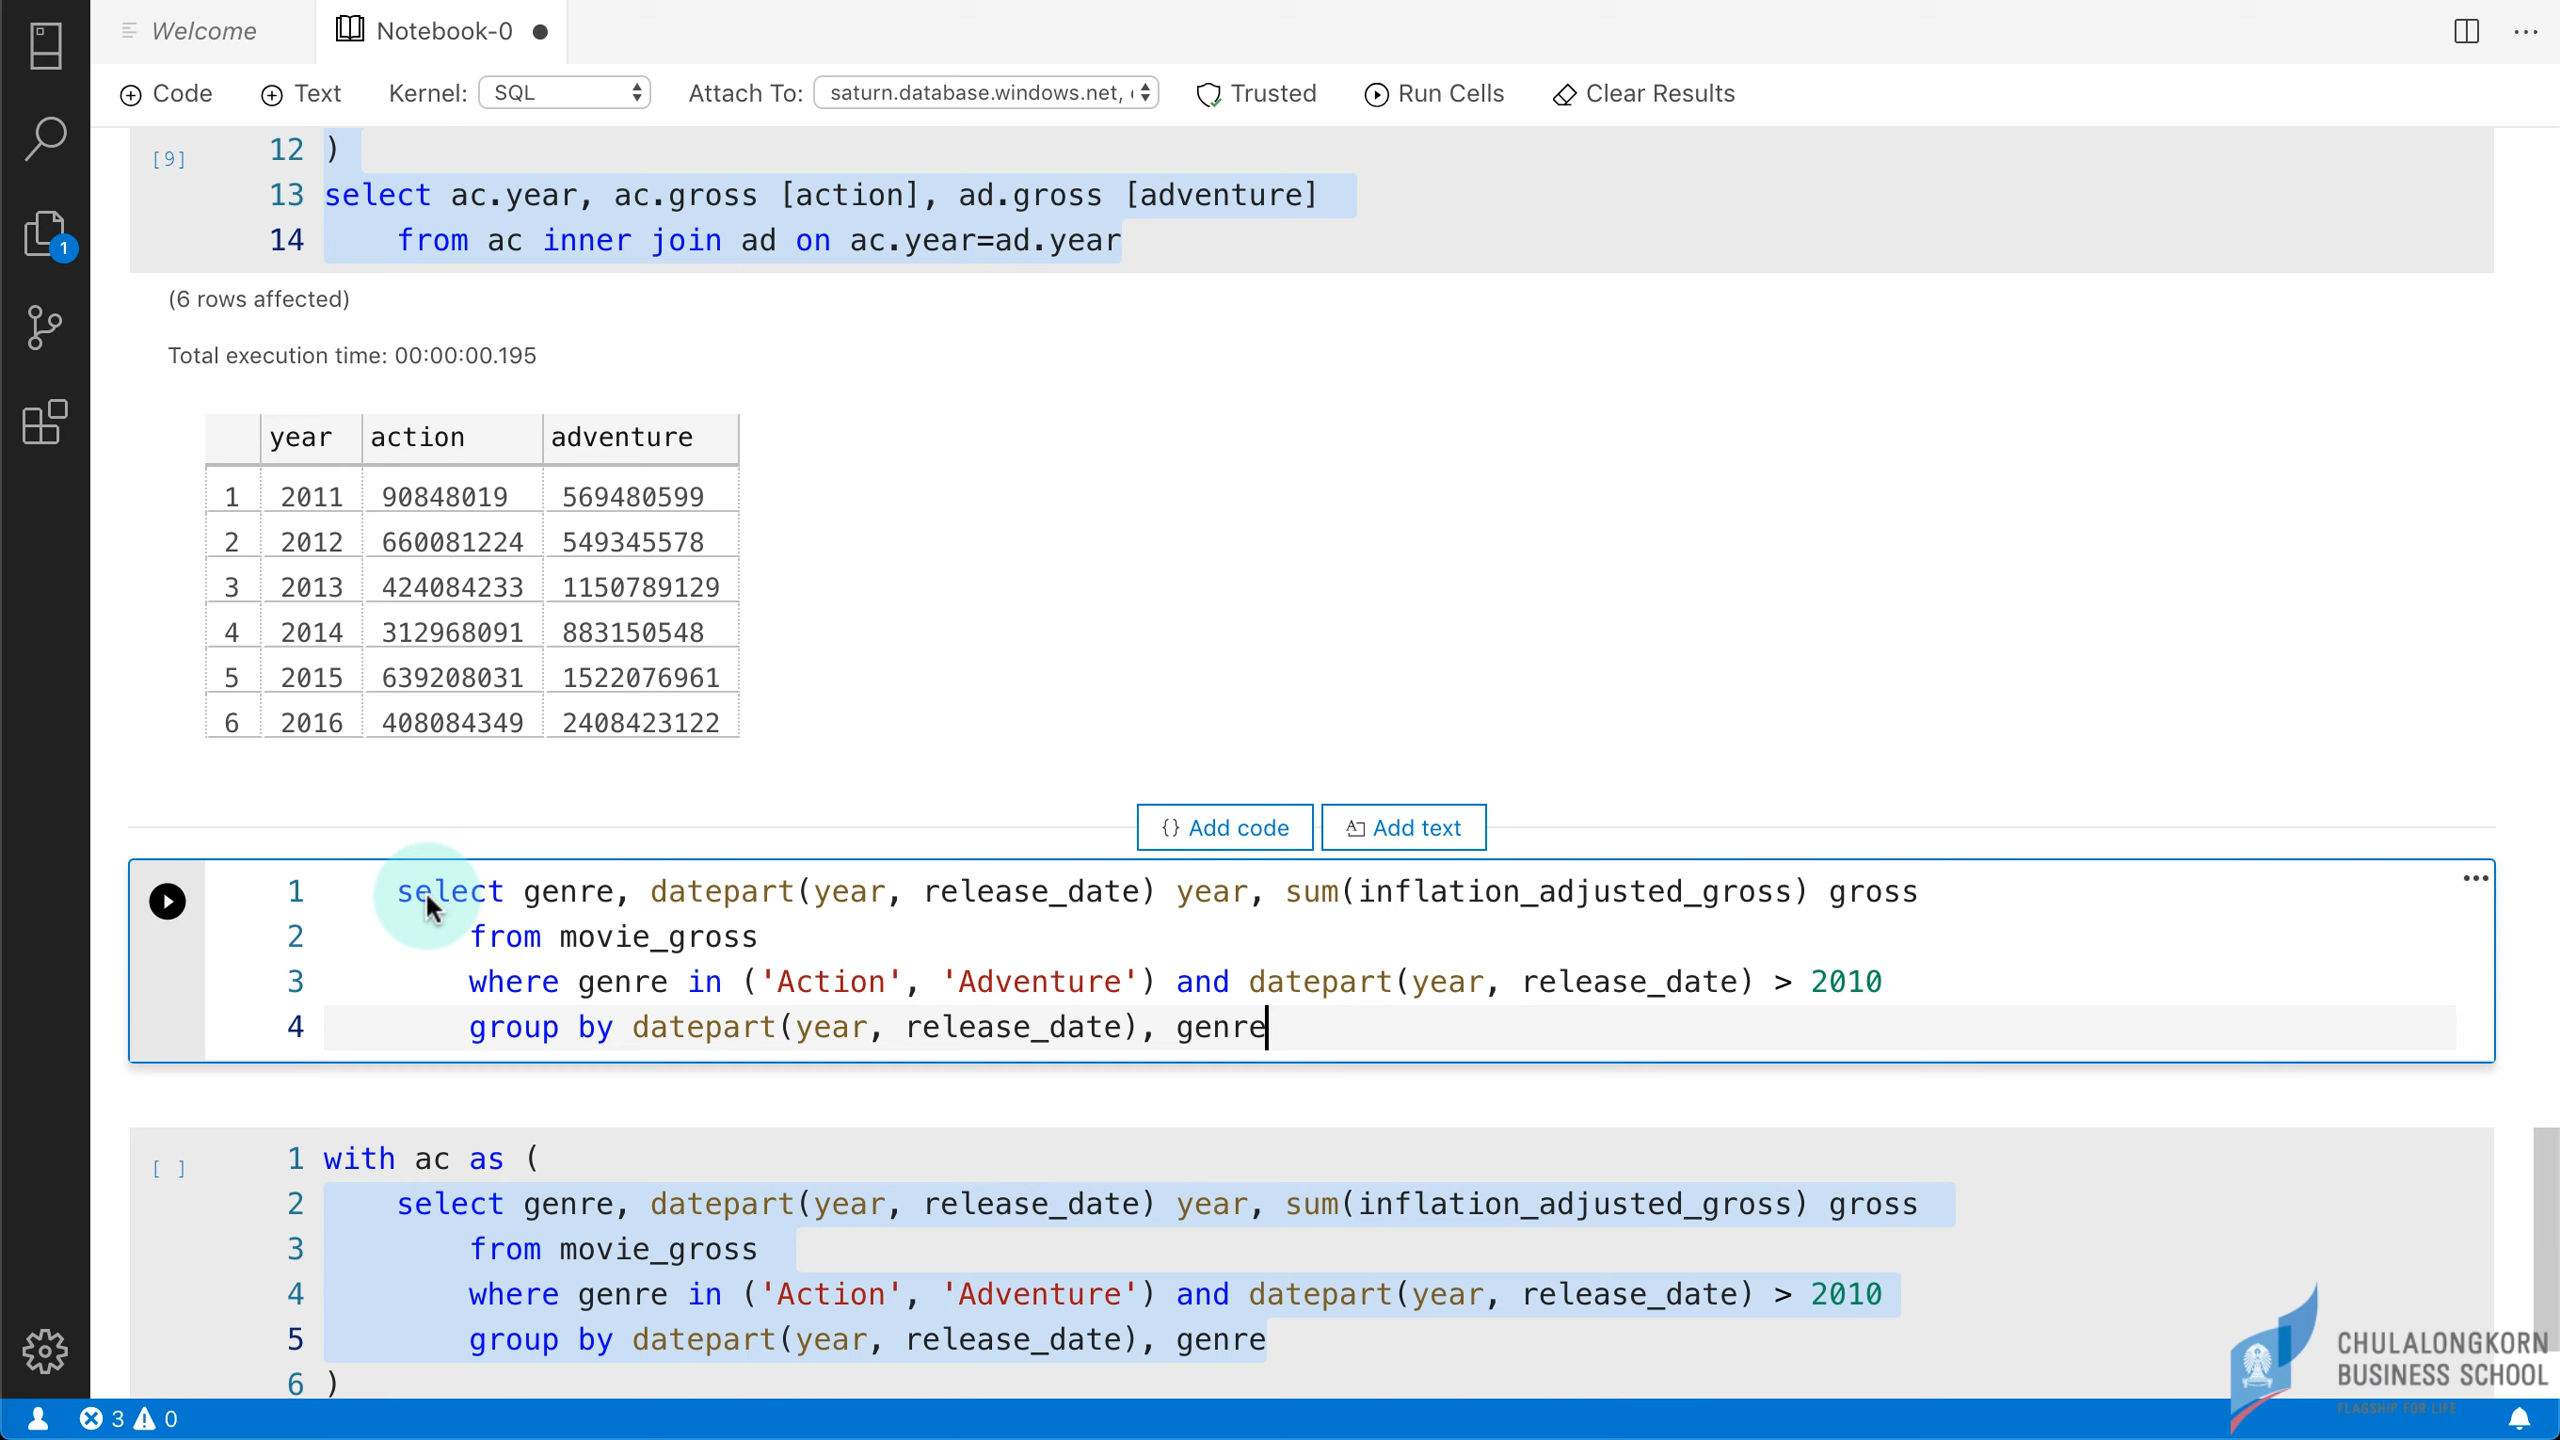 Welcome
Notebook-0
Code Text Kernel: SQL Attach To: saturn.database.windows.net, Trusted Run Cells Clear Results
1
[9]
12 )
13 select ac.year, ac.gross [action], ad.gross [adventure]
14 from ac inner join ad on ac.year=ad.year
(6 rows affected)
Total execution time: 00:00:00.195
year action adventure
1 2011 90848019 569480599
2 2012 660081224 549345578
3 2013 424084233 1150789129
4 2014 312968091 883150548
5 2015 639208031 1522076961
6 2016 408084349 2408423122
{} Add code Add text
1 select genre, datepart(year, release_date) year, sum(inflation_adjusted_gross) gross
2 from movie_gross
3 where genre in ('Action', 'Adventure') and datepart(year, release_date) > 2010
4 group by datepart(year, release_date), genre
[ ]
1 with ac as (
2 select genre, datepart(year, release_date) year, sum(inflation_adjusted_gross) gross
3 from movie_gross
4 where genre in ('Action', 'Adventure') and datepart(year, release_date) > 2010
5 group by datepart(year, release_date), genre
6 )
CHULALONGKORN
BUSINESS SCHOOL
FLAGSHIP FOR LIFE
3 0